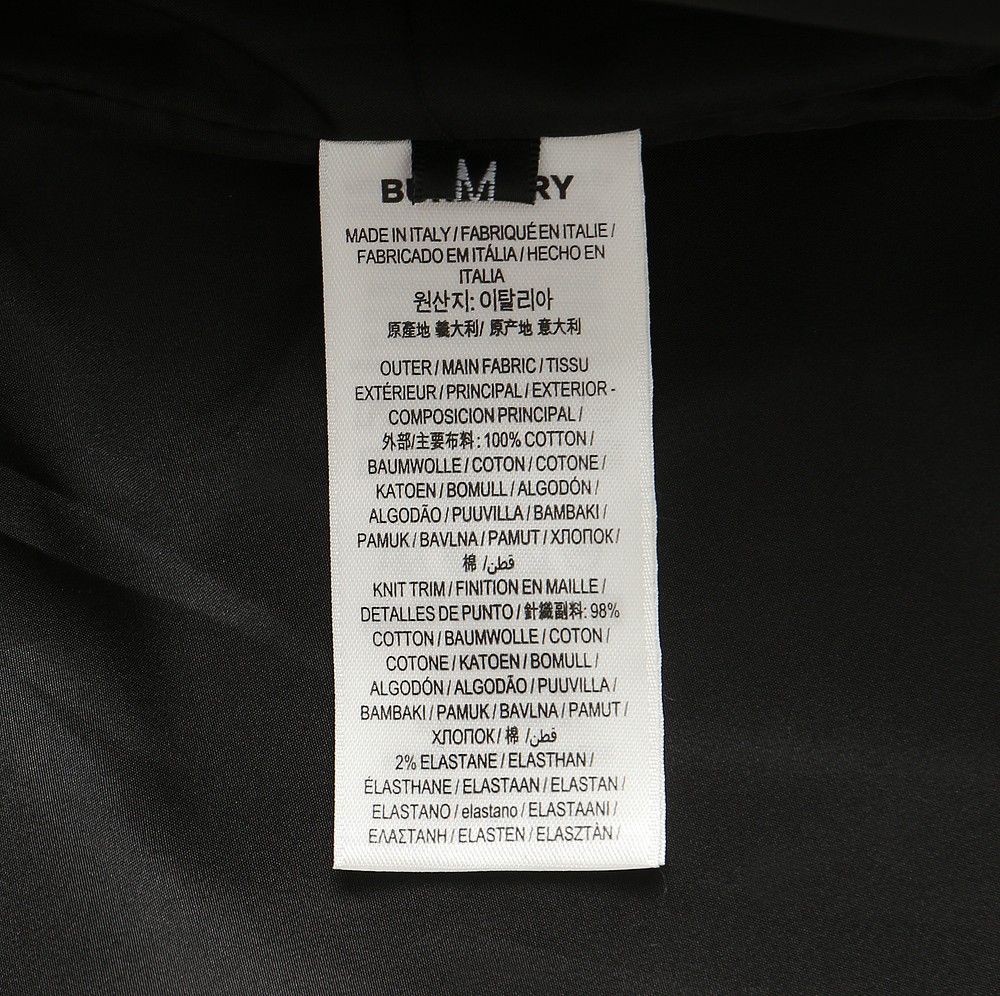 M
MADE IN ITALY / FABRIQUÉ EN ITALIE /
FABRICADO EM ITÁLIA / HECHO EN
ITALIA
원산지: 이탈리아
原產地 義大利/ 原产地 意大利
OUTER / MAIN FABRIC / TISSU
EXTÉRIEUR / PRINCIPAL / EXTERIOR -
COMPOSICION PRINCIPAL /
外部/主要布料: 100% COTTON /
BAUMWOLLE / COTON / COTONE /
KATOEN / BOMULL / ALGODÓN /
ALGODÃO / PUUVILLA / BAMBAKI /
PAMUK / BAVLNA / PAMUT / ХЛОПОК /
棉 / قطن
KNIT TRIM / FINITION EN MAILLE /
DETALLES DE PUNTO / 針織副料: 98%
COTTON / BAUMWOLLE / COTON /
COTONE / KATOEN / BOMULL /
ALGODÓN / ALGODÃO / PUUVILLA /
BAMBAKI / PAMUK / BAVLNA / PAMUT /
ХЛОПОК / 棉 / قطن
2% ELASTANE / ELASTHAN /
ÉLASTHANE / ELASTAAN / ELASTAN /
ELASTANO / elastano / ELASTAANI /
ΕΛΑΣΤΑΝΗ / ELASTEN / ELASZTÀN /